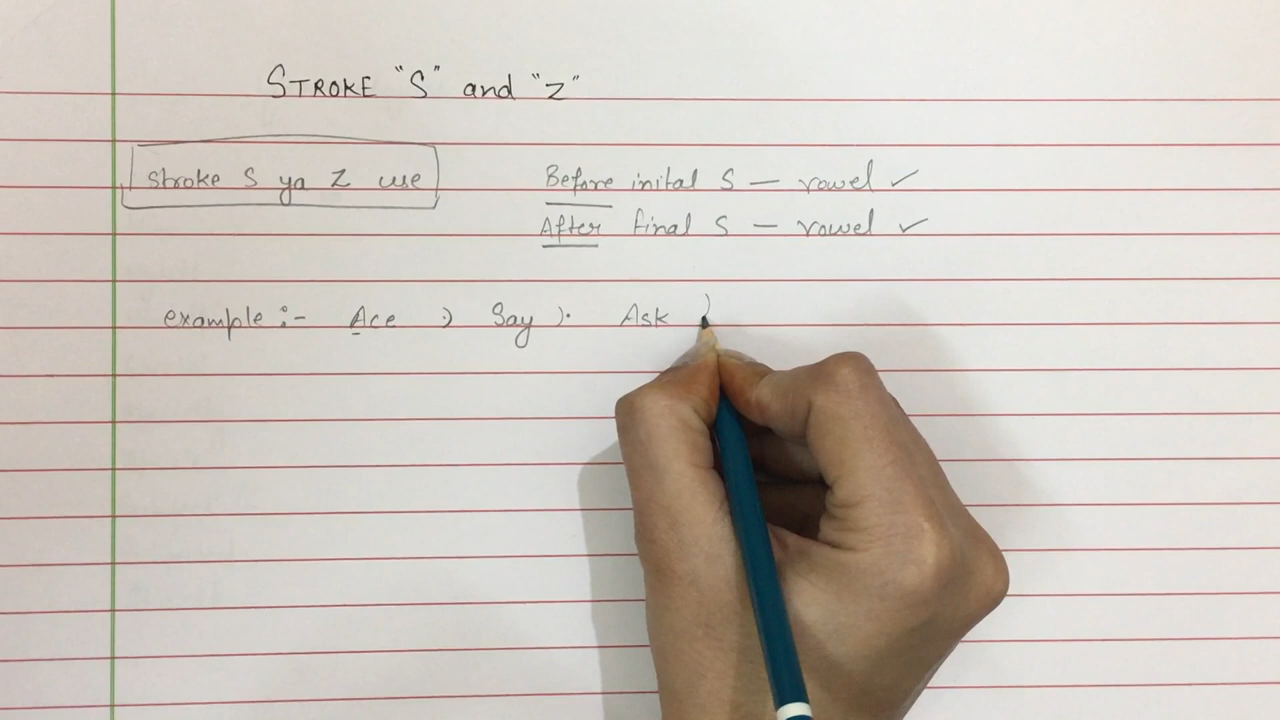 STROKE "S" and "Z"
stroke S ya Z use
Before inital S — vowel ✓
After final S — vowel ✓
example :- Ace Say Ask